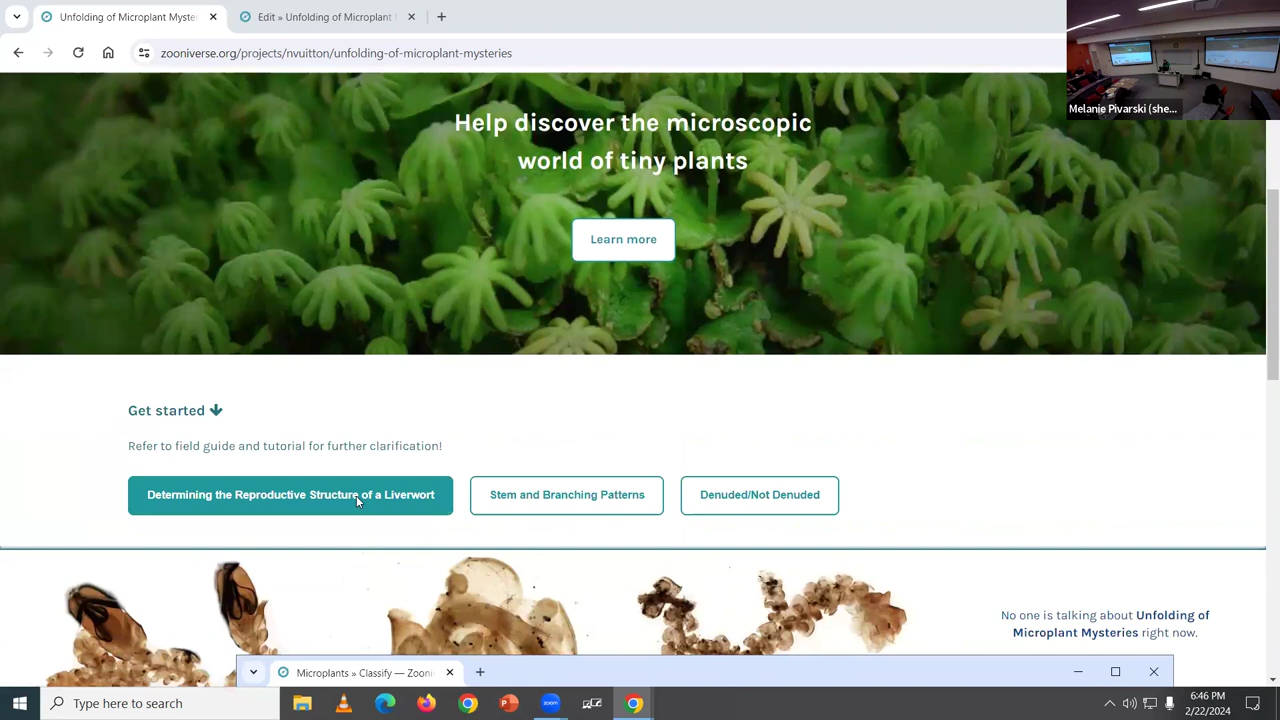 Unfolding of Microplant Myste
Edit » Unfolding of Microplant
zooniverse.org/projects/nvuitton/unfolding-of-microplant-mysteries
Melanie Pivarski (she...
Help discover the microscopic
world of tiny plants
Learn more
Get started
Refer to field guide and tutorial for further clarification!
Determining the Reproductive Structure of a Liverwort
Stem and Branching Patterns
Denuded/Not Denuded
No one is talking about Unfolding of
Microplant Mysteries right now.
Microplants » Classify — Zooni
Type here to search
zoom
6:46 PM
2/22/2024